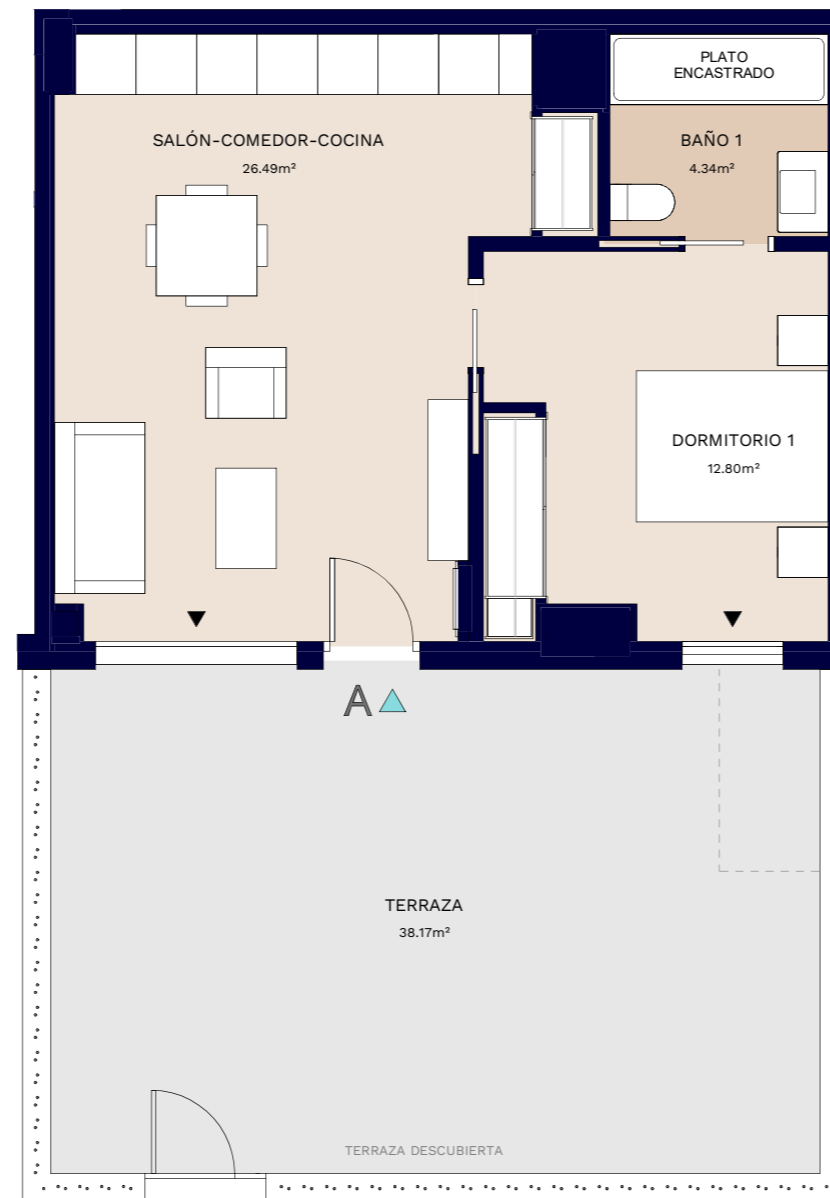 PLATO
ENCASTRADO
SALÓN-COMEDOR-COCINA
26.49m²
BAÑO 1
4.34m²
DORMITORIO 1
12.80m²
A
TERRAZA
38.17m²
TERRAZA DESCUBIERTA